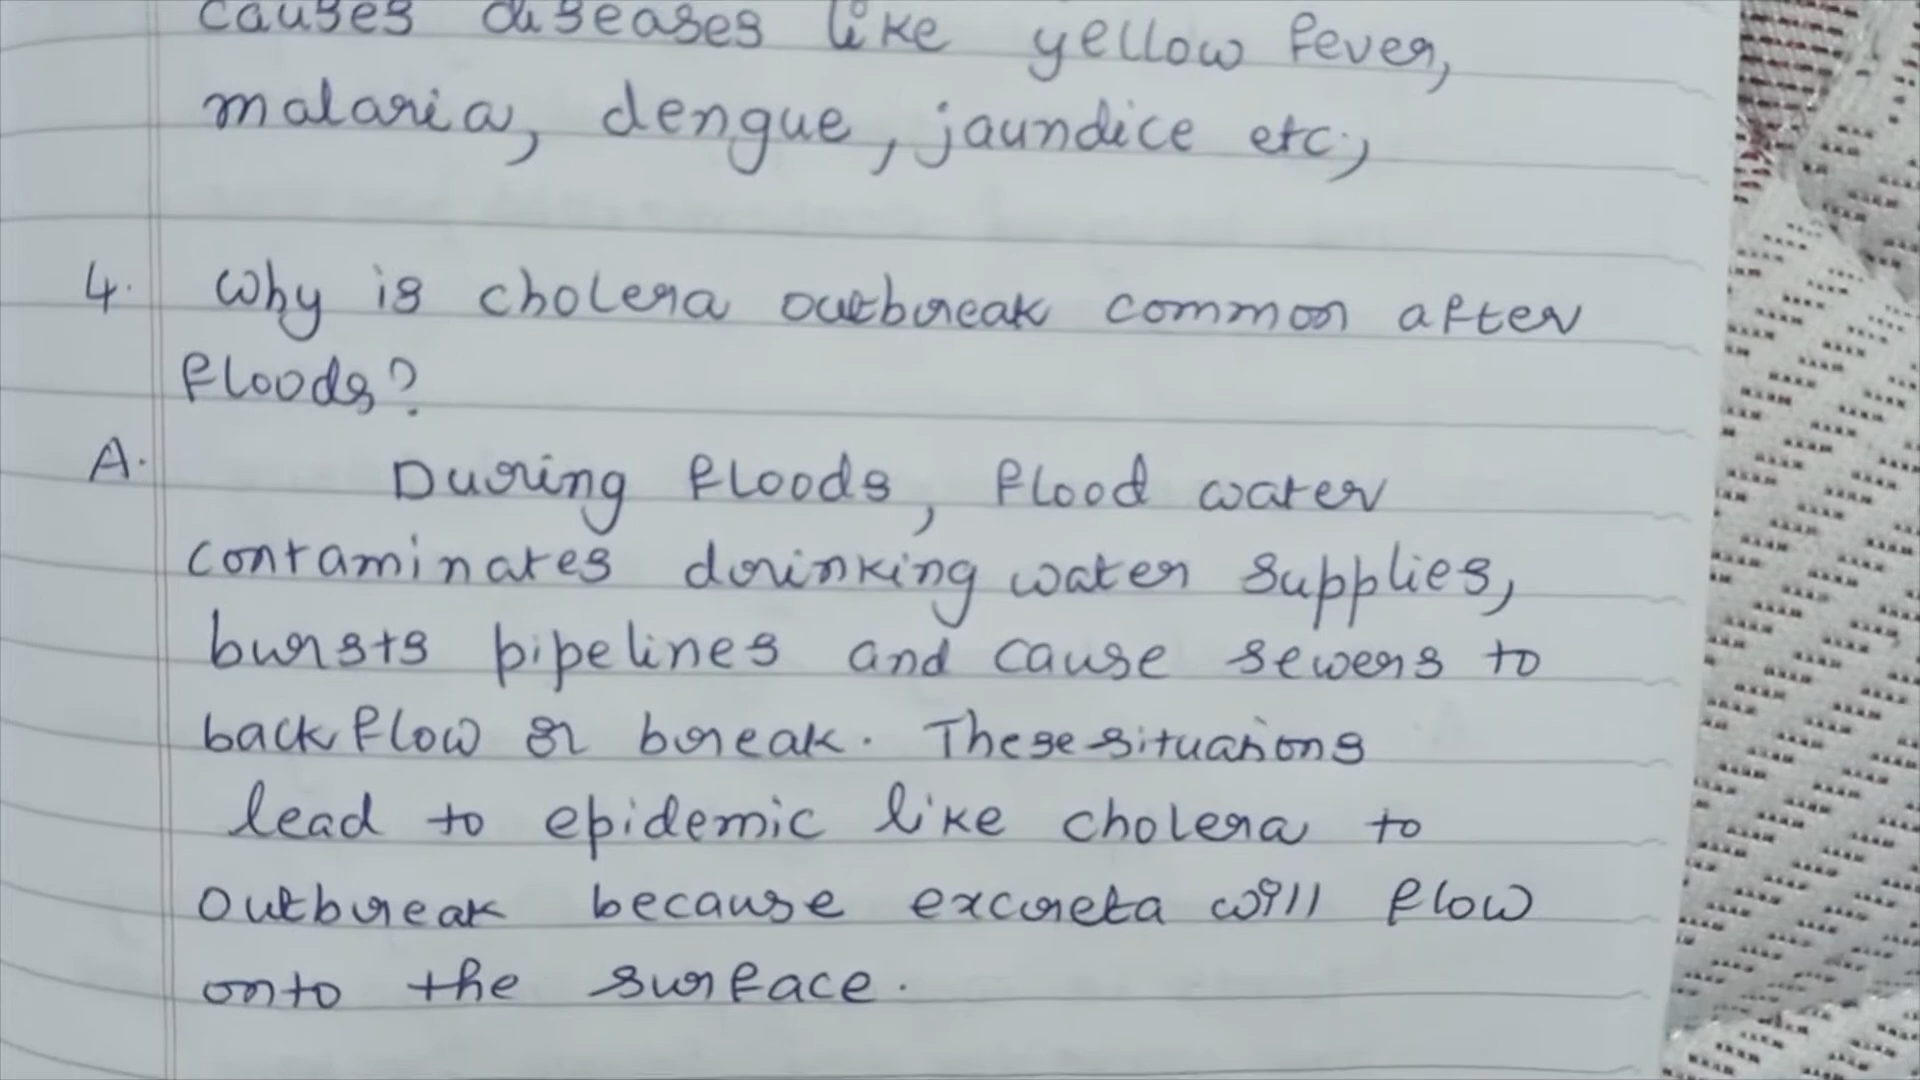 causes diseases like yellow fever,
malaria, dengue, jaundice etc;
4. Why is cholera outbreak common after
floods?
A. During floods, flood water
contaminates drinking water supplies,
bursts pipelines and cause sewers to
backflow or break. These situations
lead to epidemic like cholera to
outbreak because excreta will flow
onto the surface.